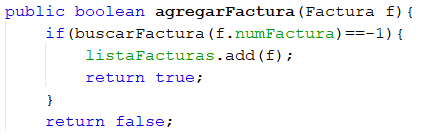 public boolean agregarFactura(Factura f){
    if(buscarFactura(f.numFactura)==-1){
        listaFacturas.add(f);
        return true;
    }
    return false;